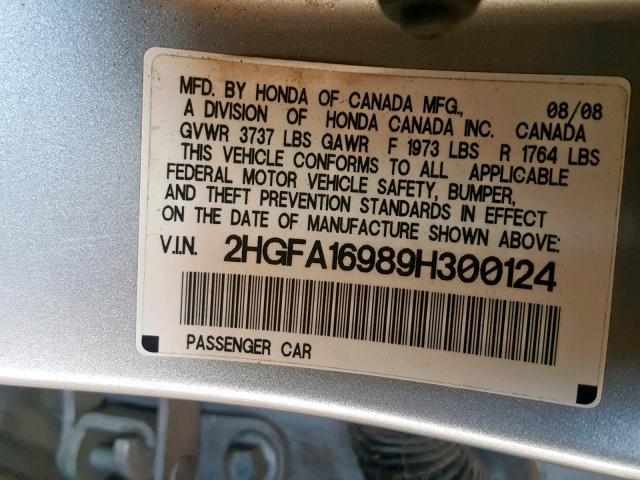 MFD. BY HONDA OF CANADA MFG., 08/08
A DIVISION OF HONDA CANADA INC. CANADA
GVWR 3737 LBS GAWR F 1973 LBS R 1764 LBS
THIS VEHICLE CONFORMS TO ALL APPLICABLE
FEDERAL MOTOR VEHICLE SAFETY, BUMPER,
AND THEFT PREVENTION STANDARDS IN EFFECT
ON THE DATE OF MANUFACTURE SHOWN ABOVE:
V.I.N. 2HGFA16989H300124
PASSENGER CAR